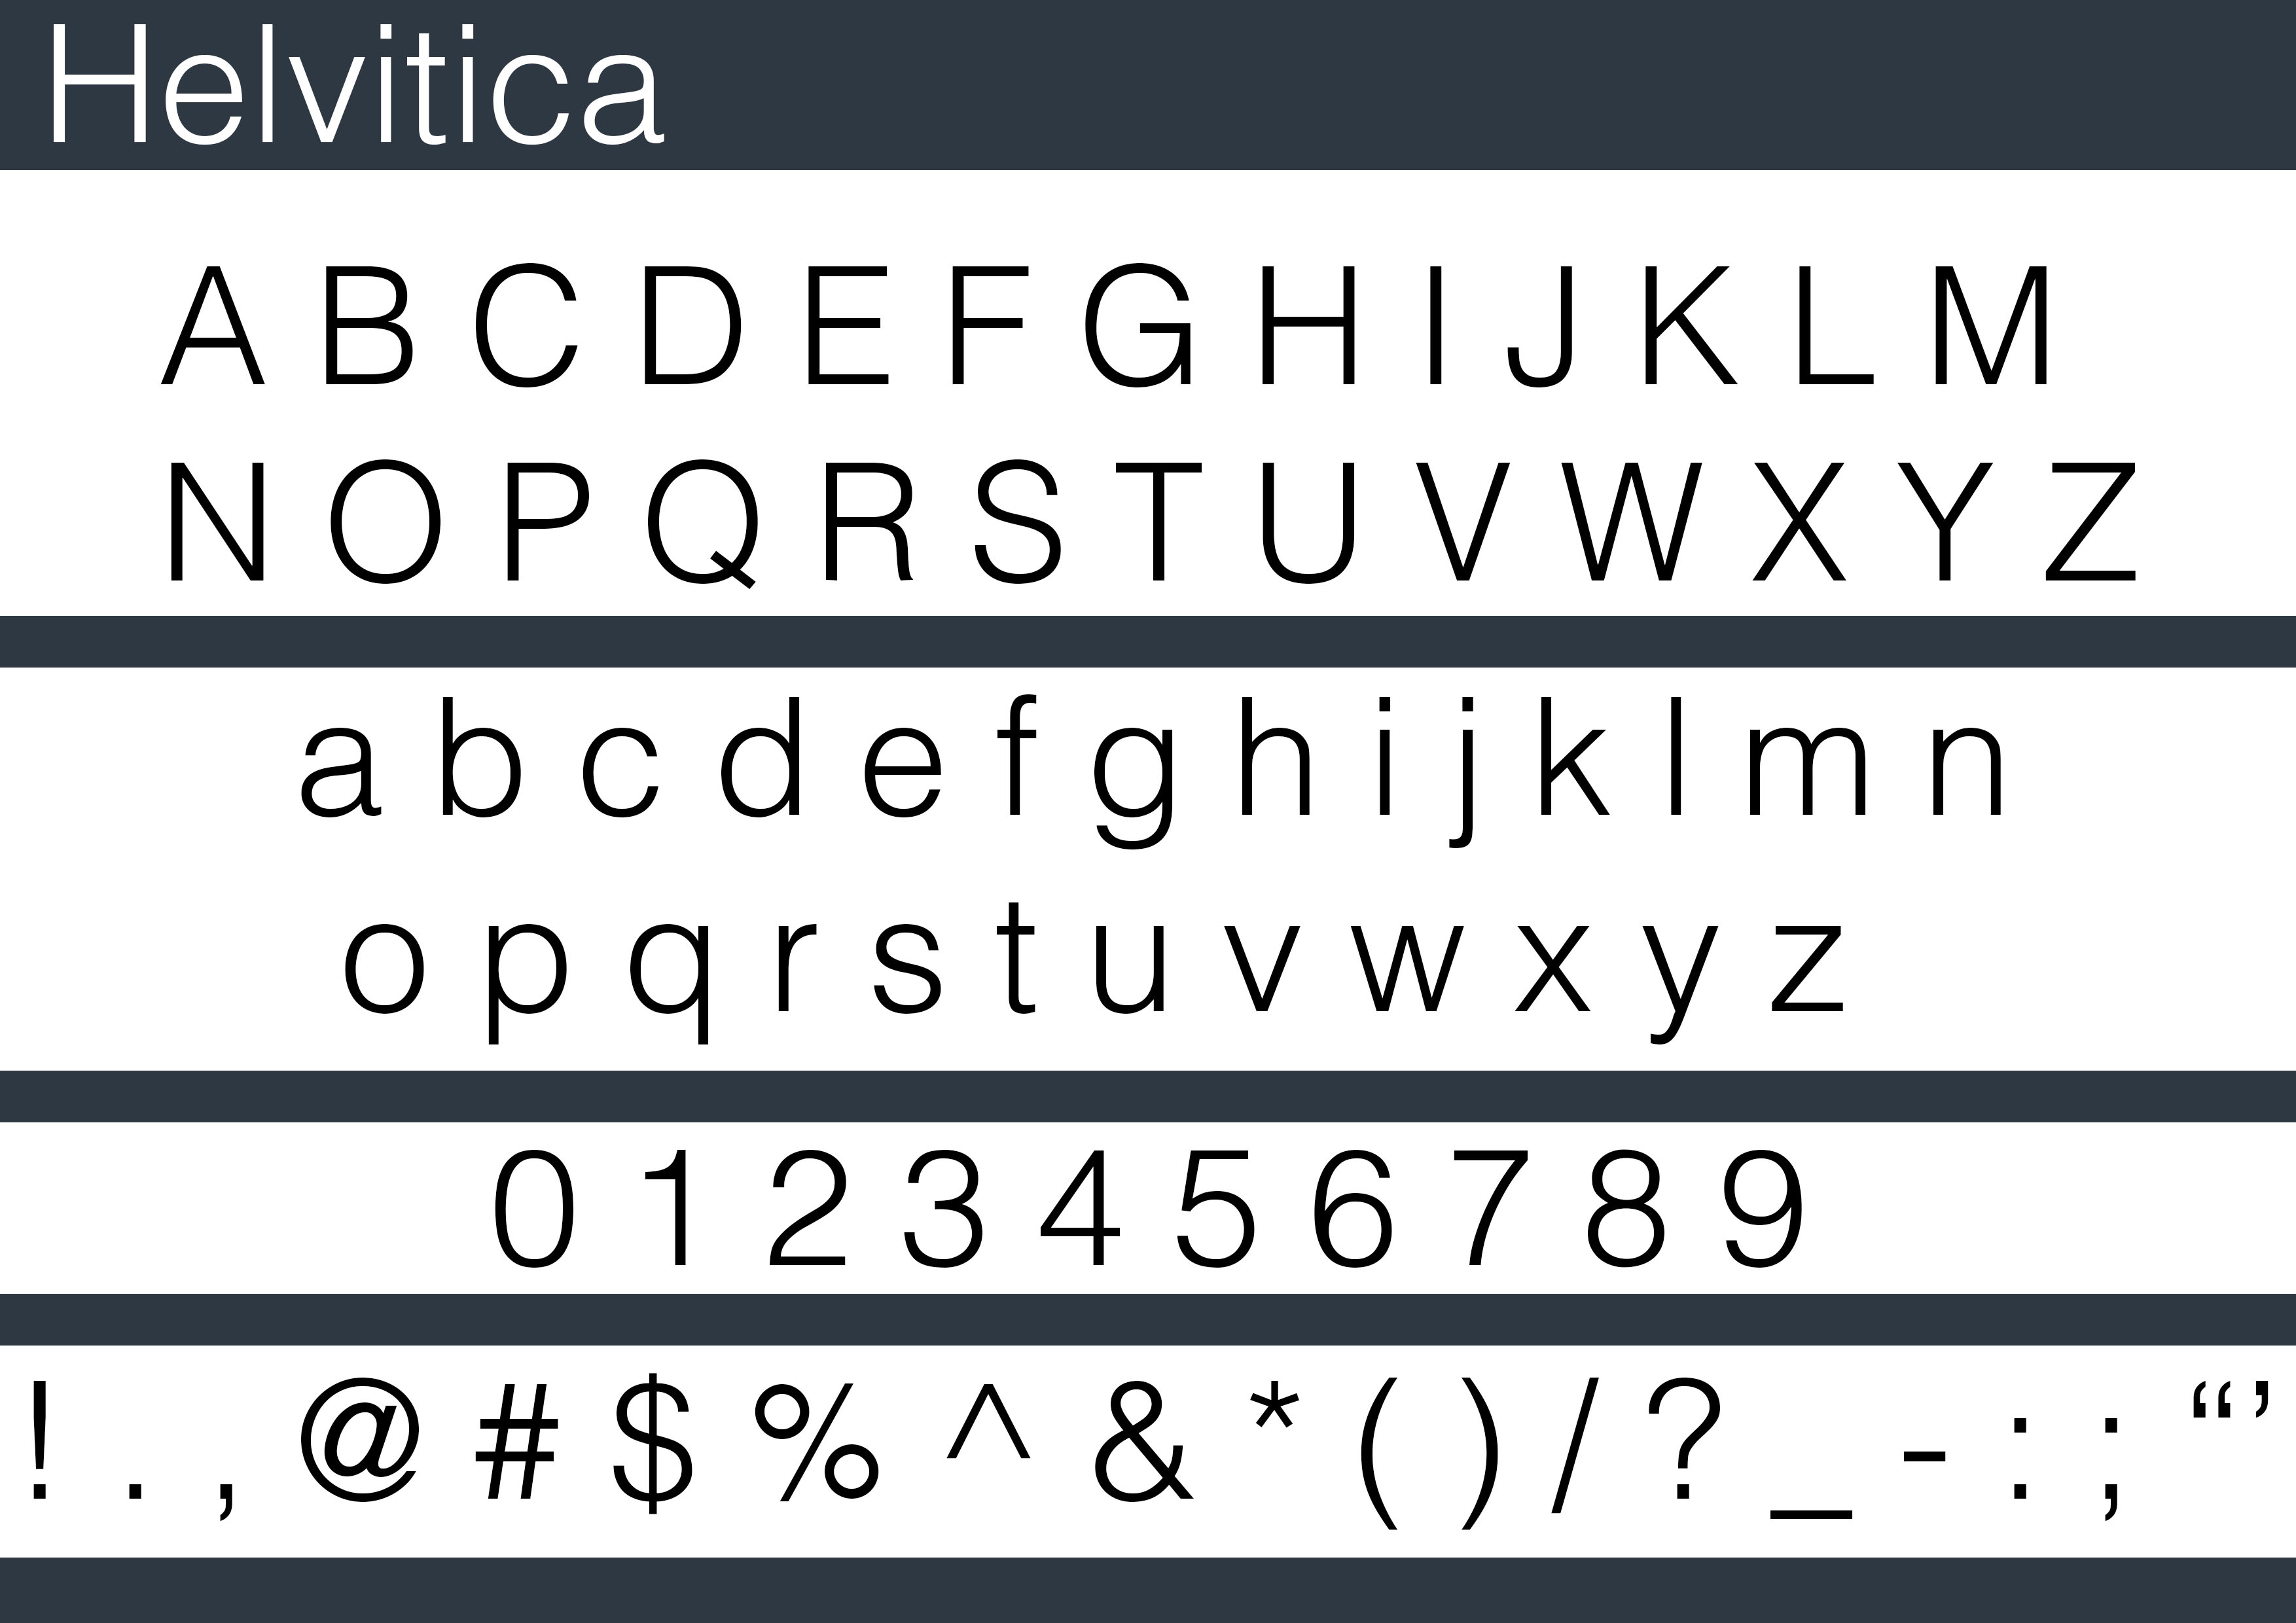 Helvitica
A B C D E F G H I J K L M
N O P Q R S T U V W X Y Z
a b c d e f g h i j k l m n
o p q r s t u v w x y z
0 1 2 3 4 5 6 7 8 9
! . , @ # $ % ^ & * ( ) / ? _ - : ; “ ’